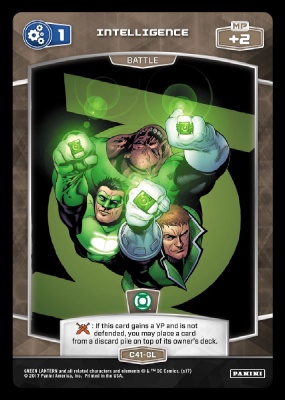 1
INTELLIGENCE
MP
+2
BATTLE
: If this card gains a VP and is not
defended, you may place a card
from a discard pile on top of its owner's deck.
C41-GL
GREEN LANTERN and all related characters and elements © & ™ DC Comics. (s17)
© 2017 Panini America, Inc. Printed in the USA.
PANINI